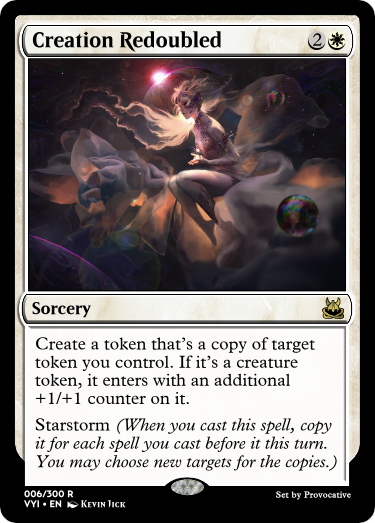 Creation Redoubled 2
Sorcery
Create a token that's a copy of target
token you control. If it's a creature
token, it enters with an additional
+1/+1 counter on it.
Starstorm (When you cast this spell, copy
it for each spell you cast before it this turn.
You may choose new targets for the copies.)
006/300 R
VYI • EN Kevin Jick
Set by Provocative